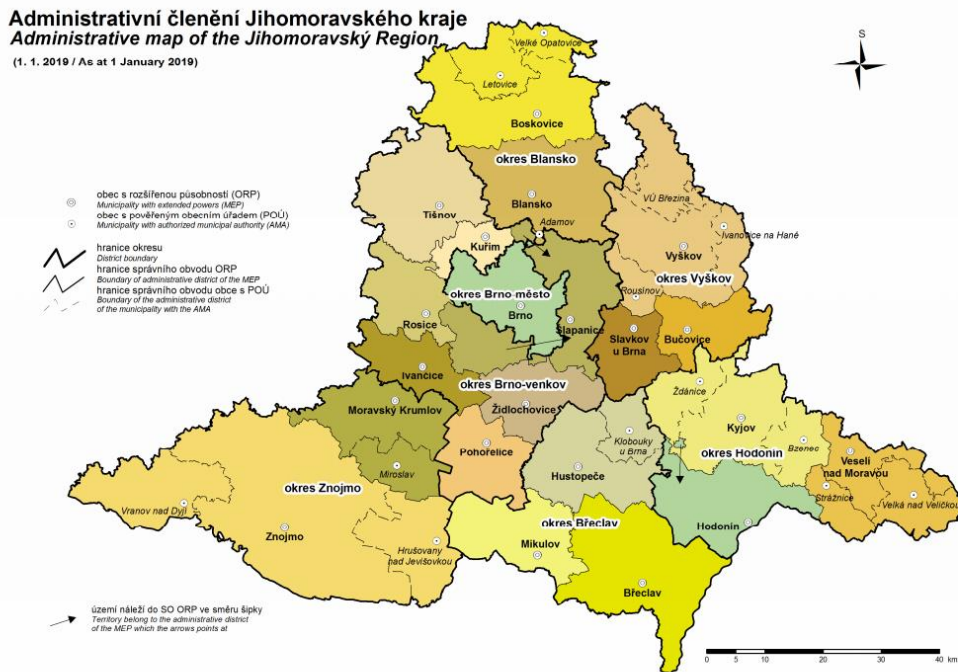 Administrativní členění Jihomoravského kraje
Administrative map of the Jihomoravský Region
(1. 1. 2019 / As at 1 January 2019)
S
Velké Opatovice
Letovice
Boskovice
okres Blansko
Blansko
Adamov
VÚ Březina
Ivanovice na Hané
Vyškov
okres Vyškov
Rousínov
Tišnov
Kuřim
okres Brno-město
Brno
Šlapanice
Slavkov
u Brna
Bučovice
Rosice
Ivančice
okres Brno-venkov
Židlochovice
Moravský Krumlov
Pohořelice
Miroslav
Ždánice
Kyjov
Bzenec
okres Hodonín
Klobouky
u Brna
Hustopeče
Veselí
nad Moravou
Strážnice
Velká nad Veličkou
Hodonín
okres Znojmo
Vranov nad Dyjí
Znojmo
Hrušovany
nad Jevišovkou
okres Břeclav
Mikulov
Břeclav
obec s rozšířenou působností (ORP)
Municipality with extended powers (MEP)
obec s pověřeným obecním úřadem (POÚ)
Municipality with authorized municipal authority (AMA)
hranice okresu
District boundary
hranice správního obvodu ORP
Boundary of administrative district of the MEP
hranice správního obvodu obce s POÚ
Boundary of the administrative district
of the municipality with the AMA
území náleží do SO ORP ve směru šipky
Territory belong to the administrative district
of the MEP which the arrows points at
0 5 10 20 30 40 km